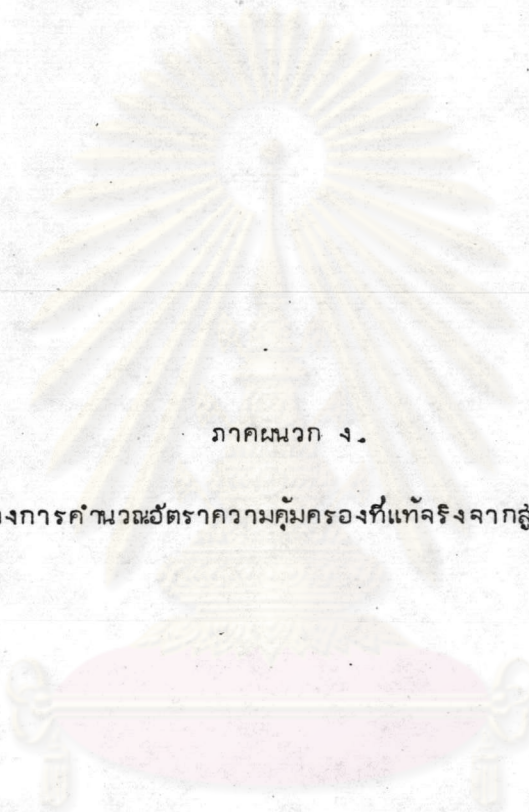 ภาคผนวก ง.
งการคำนวณอัตราความคุ้มครองที่แท้จริงจากสู